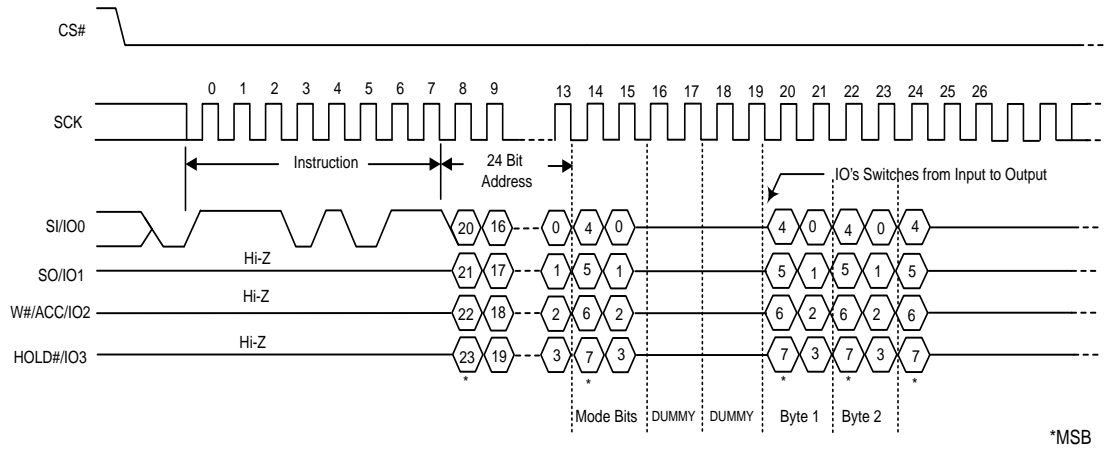 CS#
0 1 2 3 4 5 6 7 8 9 13 14 15 16 17 18 19 20 21 22 23 24 25 26
SCK
Instruction
24 Bit
Address
IO's Switches from Input to Output
SI/IO0
20 16 0 4 0 4 0 4 0 4
Hi-Z
SO/IO1
21 17 1 5 1 5 1 5 1 5
Hi-Z
W#/ACC/IO2
22 18 2 6 2 6 2 6 2 6
Hi-Z
HOLD#/IO3
23 19 3 7 3 7 3 7 3 7
* * * * *
Mode Bits DUMMY DUMMY Byte 1 Byte 2
*MSB